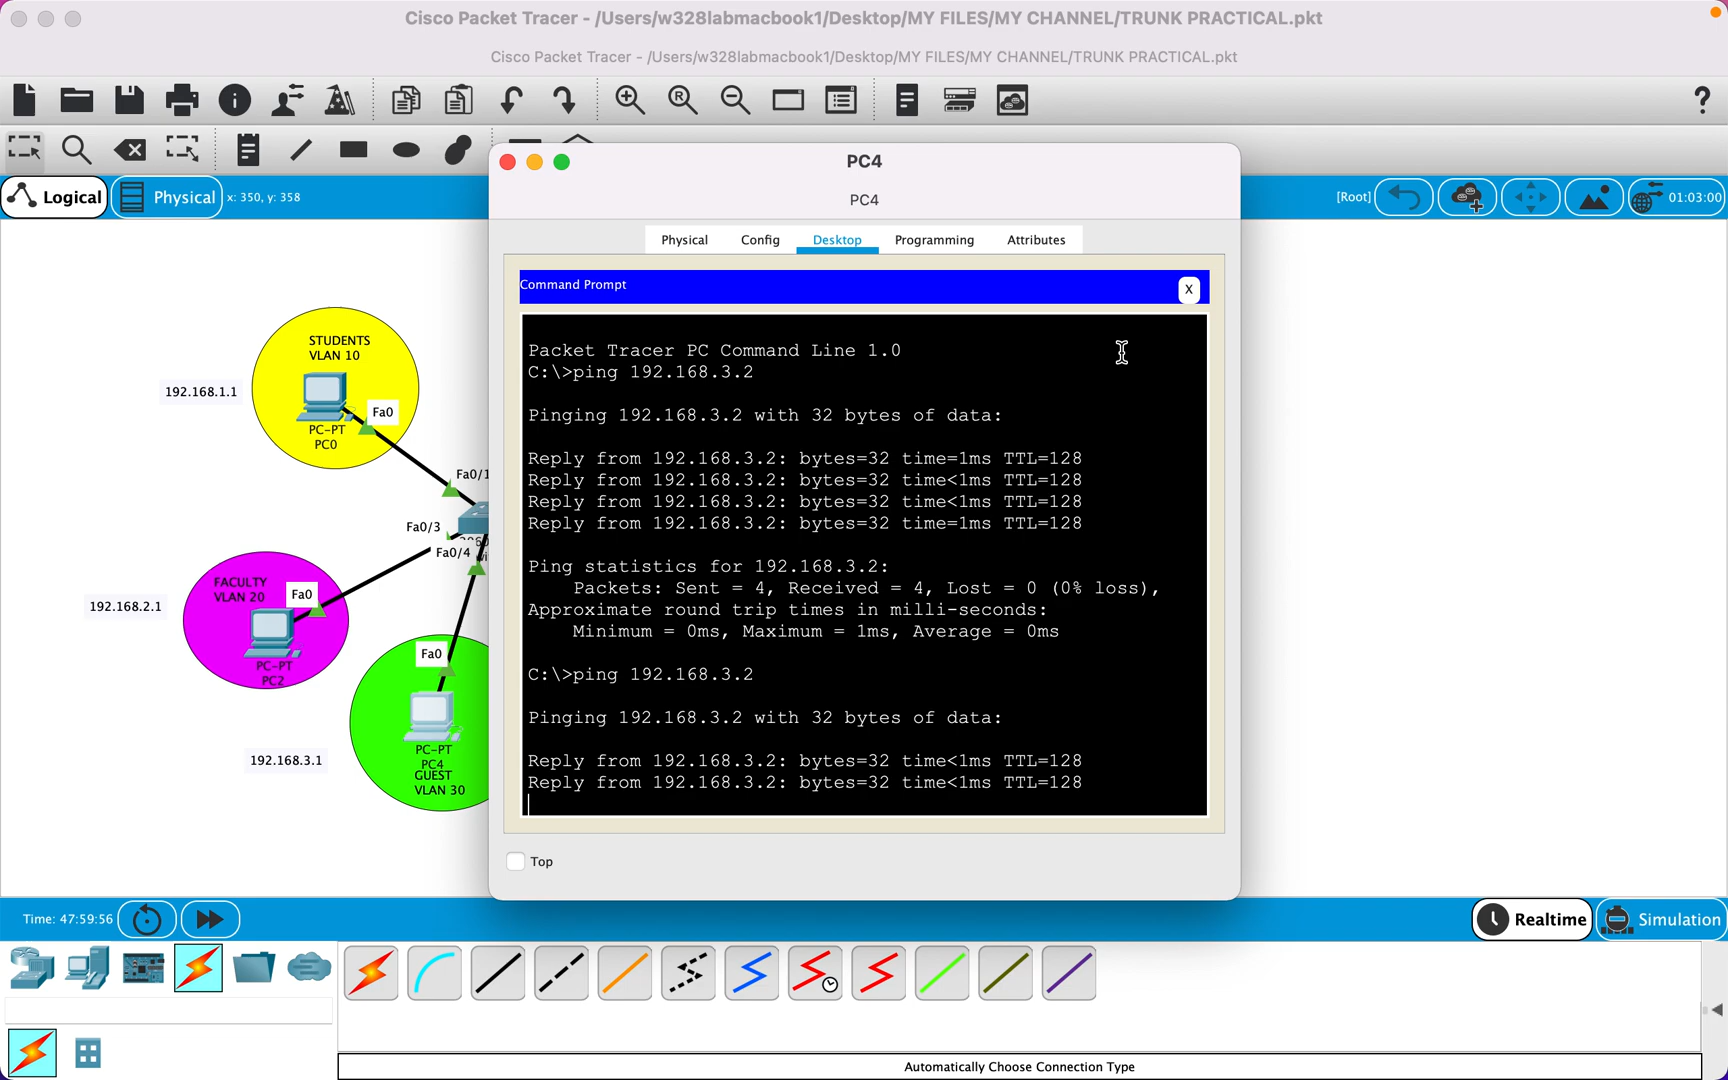 Cisco Packet Tracer - /Users/w328labmacbook1/Desktop/MY FILES/MY CHANNEL/TRUNK PRACTICAL.pkt
Cisco Packet Tracer - /Users/w328labmacbook1/Desktop/MY FILES/MY CHANNEL/TRUNK PRACTICAL.pkt
Logical
Physical
x: 350, y: 358
[Root]
01:03:00
PC4
PC4
Physical Config Desktop Programming Attributes
Command Prompt
X
Packet Tracer PC Command Line 1.0
C:\>ping 192.168.3.2
Pinging 192.168.3.2 with 32 bytes of data:
Reply from 192.168.3.2: bytes=32 time=1ms TTL=128
Reply from 192.168.3.2: bytes=32 time<1ms TTL=128
Reply from 192.168.3.2: bytes=32 time<1ms TTL=128
Reply from 192.168.3.2: bytes=32 time=1ms TTL=128
Ping statistics for 192.168.3.2:
Packets: Sent = 4, Received = 4, Lost = 0 (0% loss),
Approximate round trip times in milli-seconds:
Minimum = 0ms, Maximum = 1ms, Average = 0ms
C:\>ping 192.168.3.2
Pinging 192.168.3.2 with 32 bytes of data:
Reply from 192.168.3.2: bytes=32 time<1ms TTL=128
Reply from 192.168.3.2: bytes=32 time<1ms TTL=128
Top
STUDENTS
VLAN 10
192.168.1.1
Fa0
PC-PT
PC0
Fa0/1
Fa0/3
Fa0/4
FACULTY
VLAN 20
Fa0
192.168.2.1
PC-PT
PC2
Fa0
192.168.3.1
PC-PT
PC4
GUEST
VLAN 30
Time: 47:59:56
Realtime
Simulation
Automatically Choose Connection Type